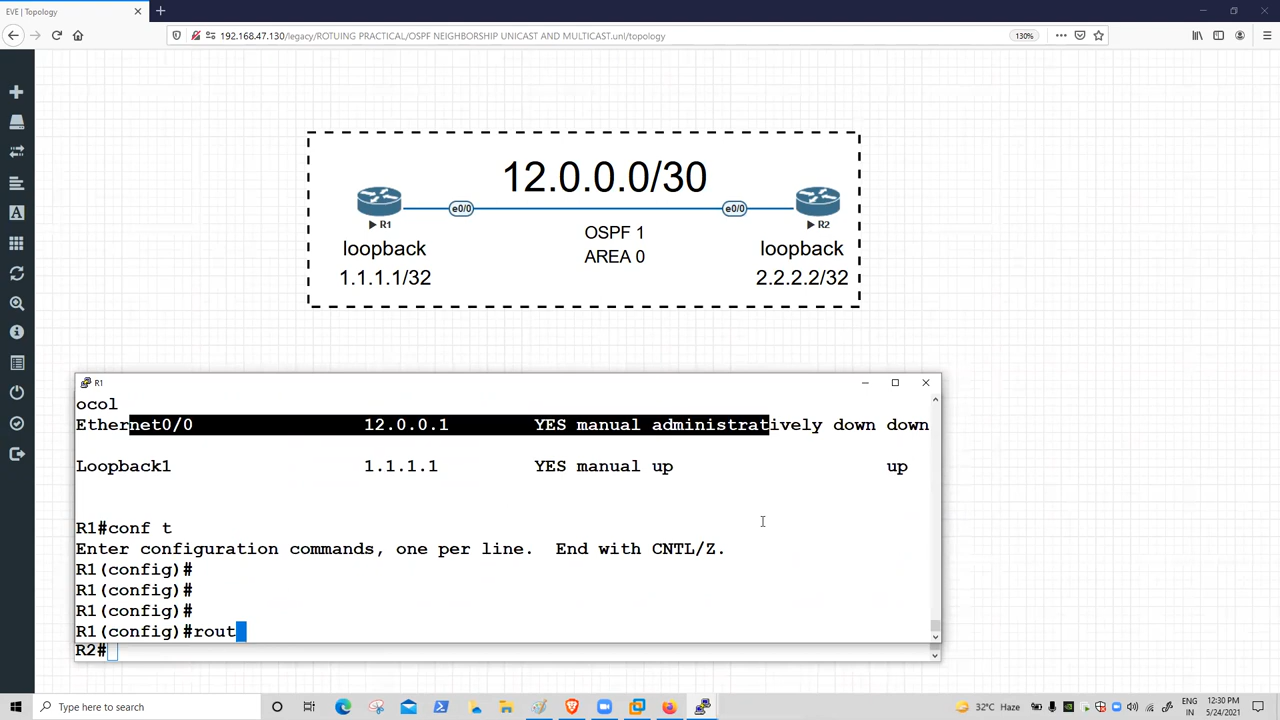 EVE | Topology
192.168.47.130/legacy/ROTUING PRACTICAL/OSPF NEIGHBORSHIP UNICAST AND MULTICAST.unl/topology
130%
12.0.0.0/30
e0/0
e0/0
R1
R2
OSPF 1
AREA 0
loopback
1.1.1.1/32
loopback
2.2.2.2/32
R1
ocol
Ethernet0/0 12.0.0.1 YES manual administratively down down
Loopback1 1.1.1.1 YES manual up up
R1#conf t
Enter configuration commands, one per line. End with CNTL/Z.
R1(config)#
R1(config)#
R1(config)#
R1(config)#rout
R2#
Type here to search
32°C Haze
ENG
IN
12:30 PM
5/24/2021